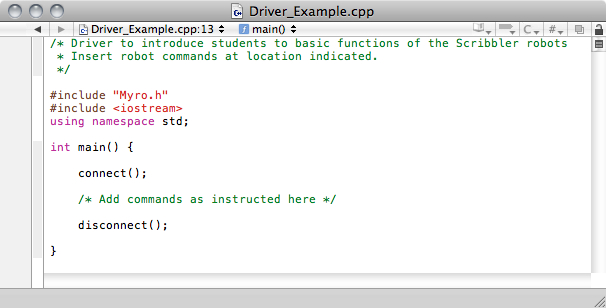 Driver_Example.cpp
Driver_Example.cpp:13 main() C #
/* Driver to introduce students to basic functions of the Scribbler robots
 * Insert robot commands at location indicated.
 */
#include "Myro.h"
#include <iostream>
using namespace std;
int main() {
    connect();
    /* Add commands as instructed here */
    disconnect();
}